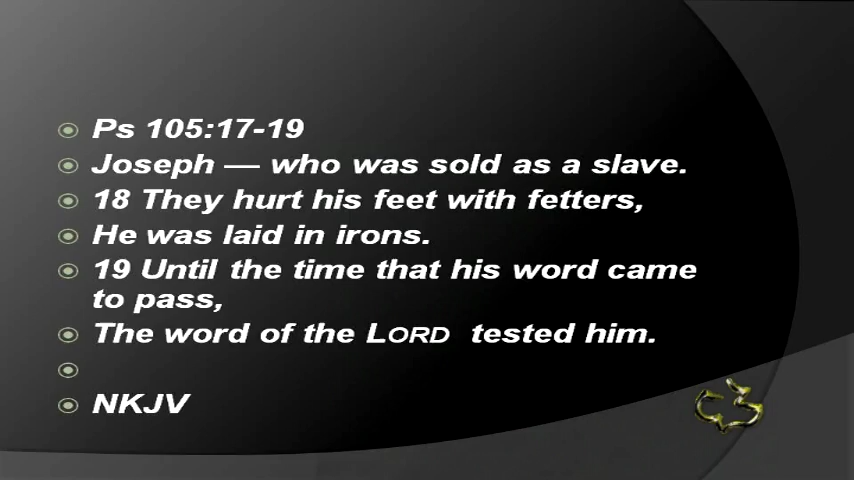 Ps 105:17-19
Joseph — who was sold as a slave.
18 They hurt his feet with fetters,
He was laid in irons.
19 Until the time that his word came
to pass,
The word of the LORD tested him.
NKJV